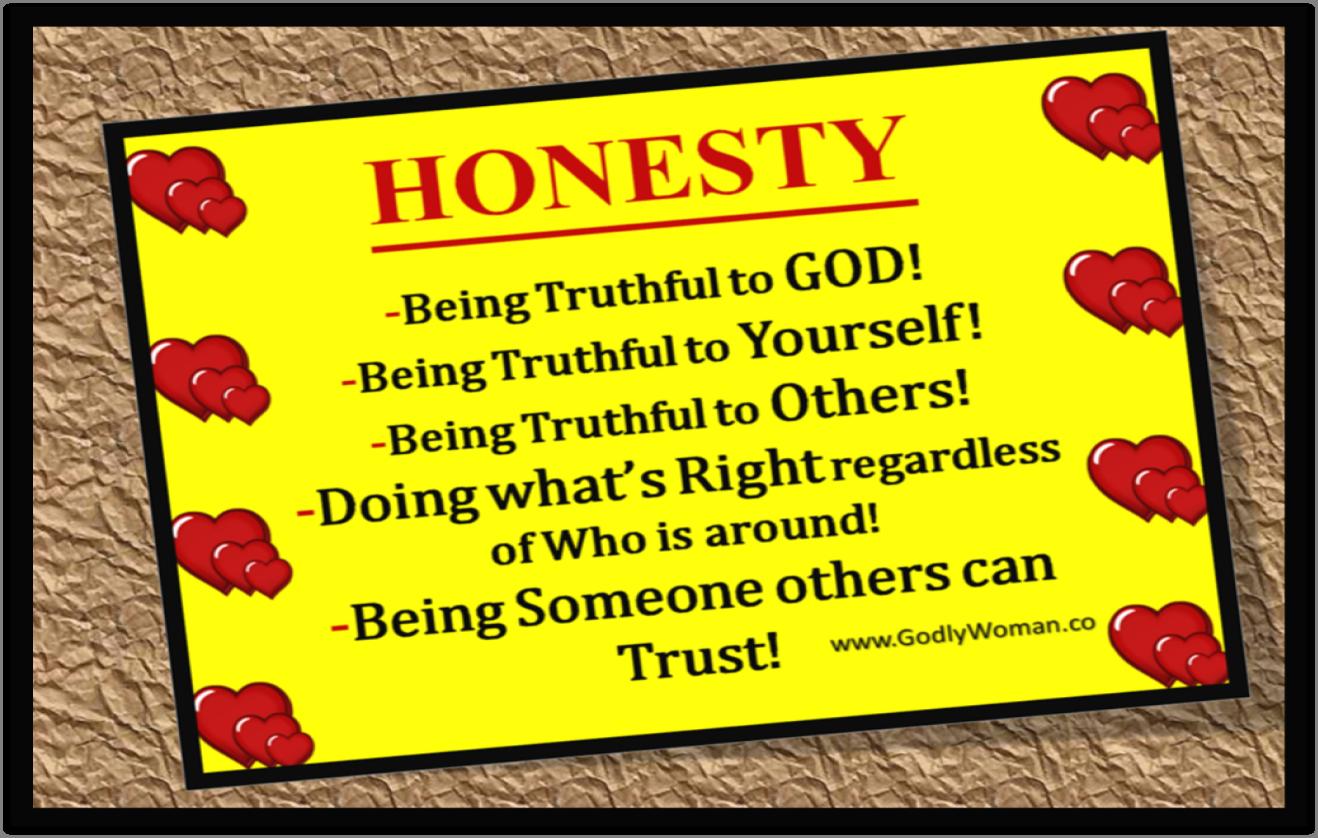 HONESTY
-Being Truthful to GOD!
-Being Truthful to Yourself!
-Being Truthful to Others!
-Doing what’s Right regardless
of Who is around!
-Being Someone others can
Trust!
www.GodlyWoman.co